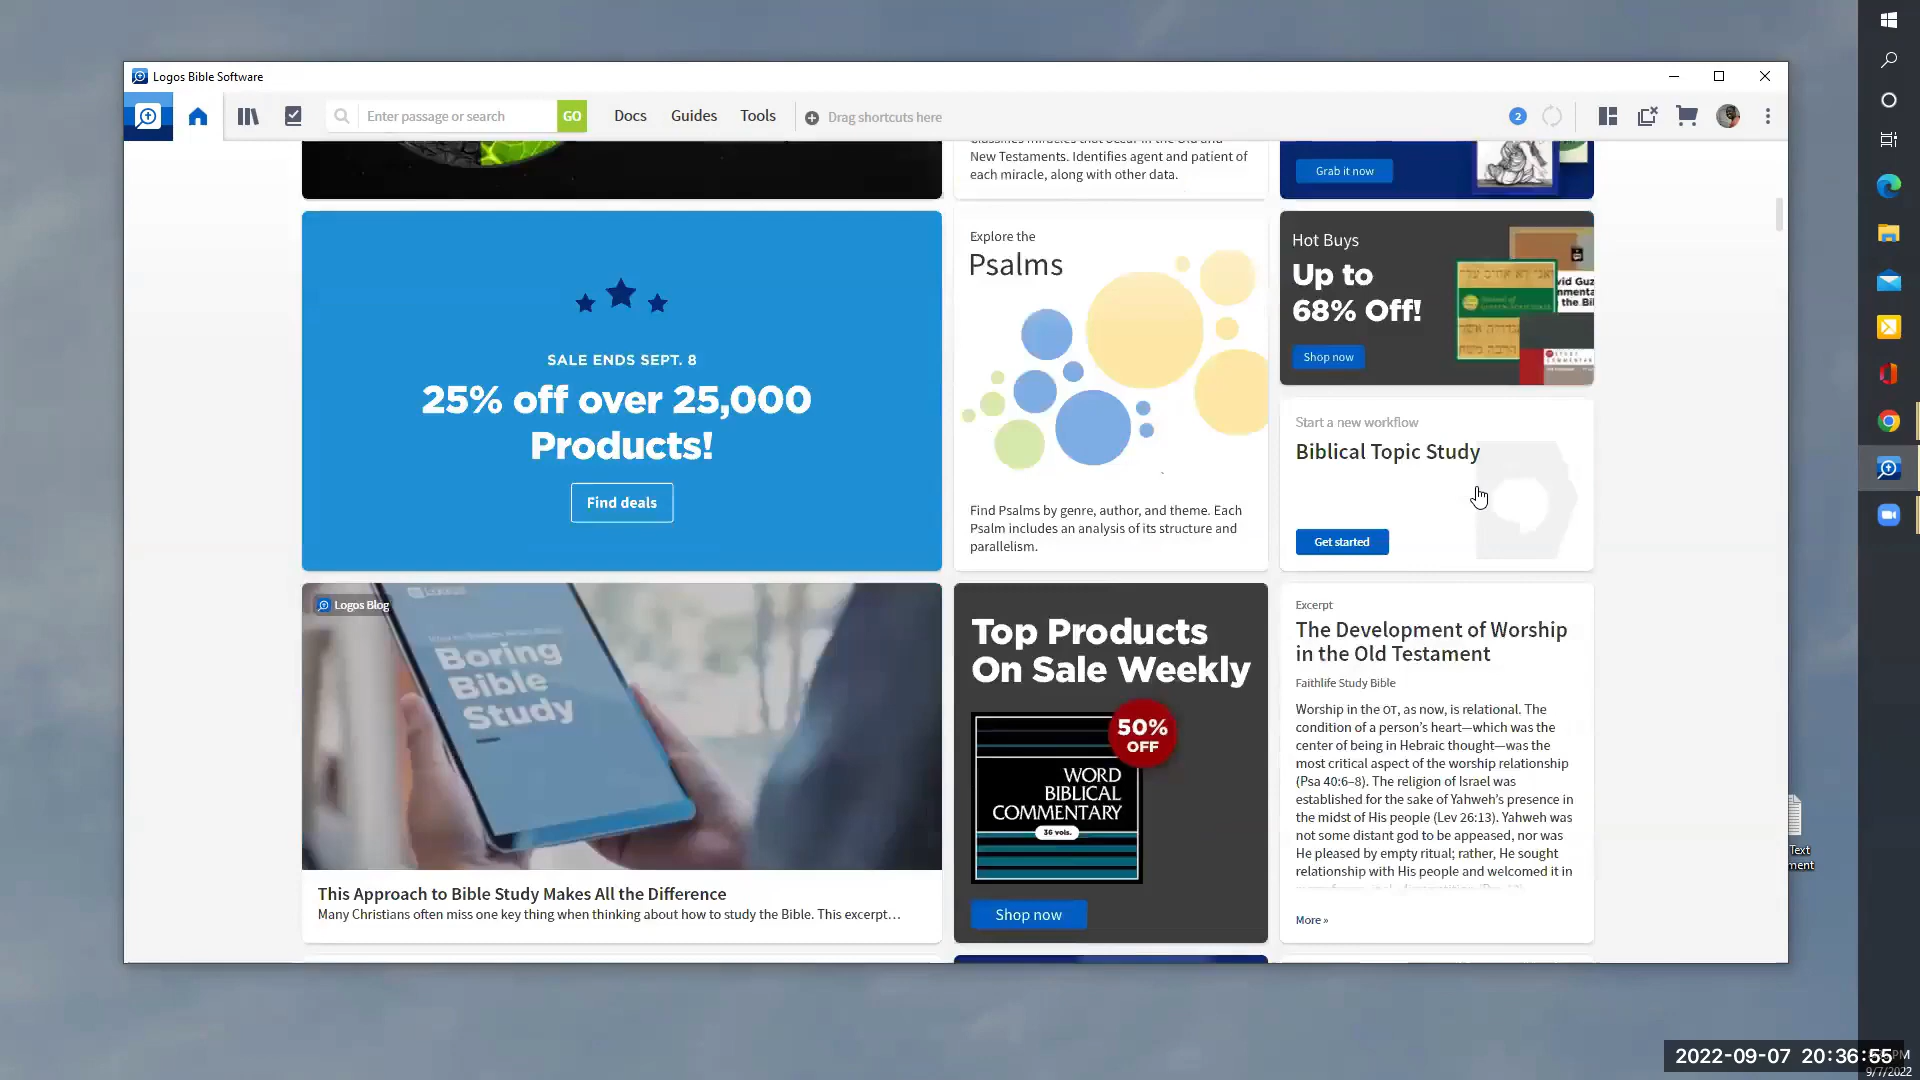 Logos Bible Software
Enter passage or search
GO
Docs
Guides
Tools
Drag shortcuts here
2
New Testaments. Identifies agent and patient of
each miracle, along with other data.
Grab it now
SALE ENDS SEPT. 8
25% off over 25,000
Products!
Find deals
Explore the
Psalms
Find Psalms by genre, author, and theme. Each
Psalm includes an analysis of its structure and
parallelism.
Hot Buys
Up to
68% Off!
Shop now
Start a new workflow
Biblical Topic Study
Get started
Logos Blog
Boring
Bible
Study
This Approach to Bible Study Makes All the Difference
Many Christians often miss one key thing when thinking about how to study the Bible. This excerpt…
Top Products
On Sale Weekly
50%
OFF
WORD
BIBLICAL
COMMENTARY
36 vols.
Shop now
Excerpt
The Development of Worship
in the Old Testament
Faithlife Study Bible
Worship in the OT, as now, is relational. The
condition of a person's heart—which was the
center of being in Hebraic thought—was the
most critical aspect of the worship relationship
(Psa 40:6–8). The religion of Israel was
established for the sake of Yahweh's presence in
the midst of His people (Lev 26:13). Yahweh was
not some distant god to be appeased, nor was
He pleased by empty ritual; rather, He sought
relationship with His people and welcomed it in
More »
Text
ment
2022-09-07 20:36:55
9/7/2022